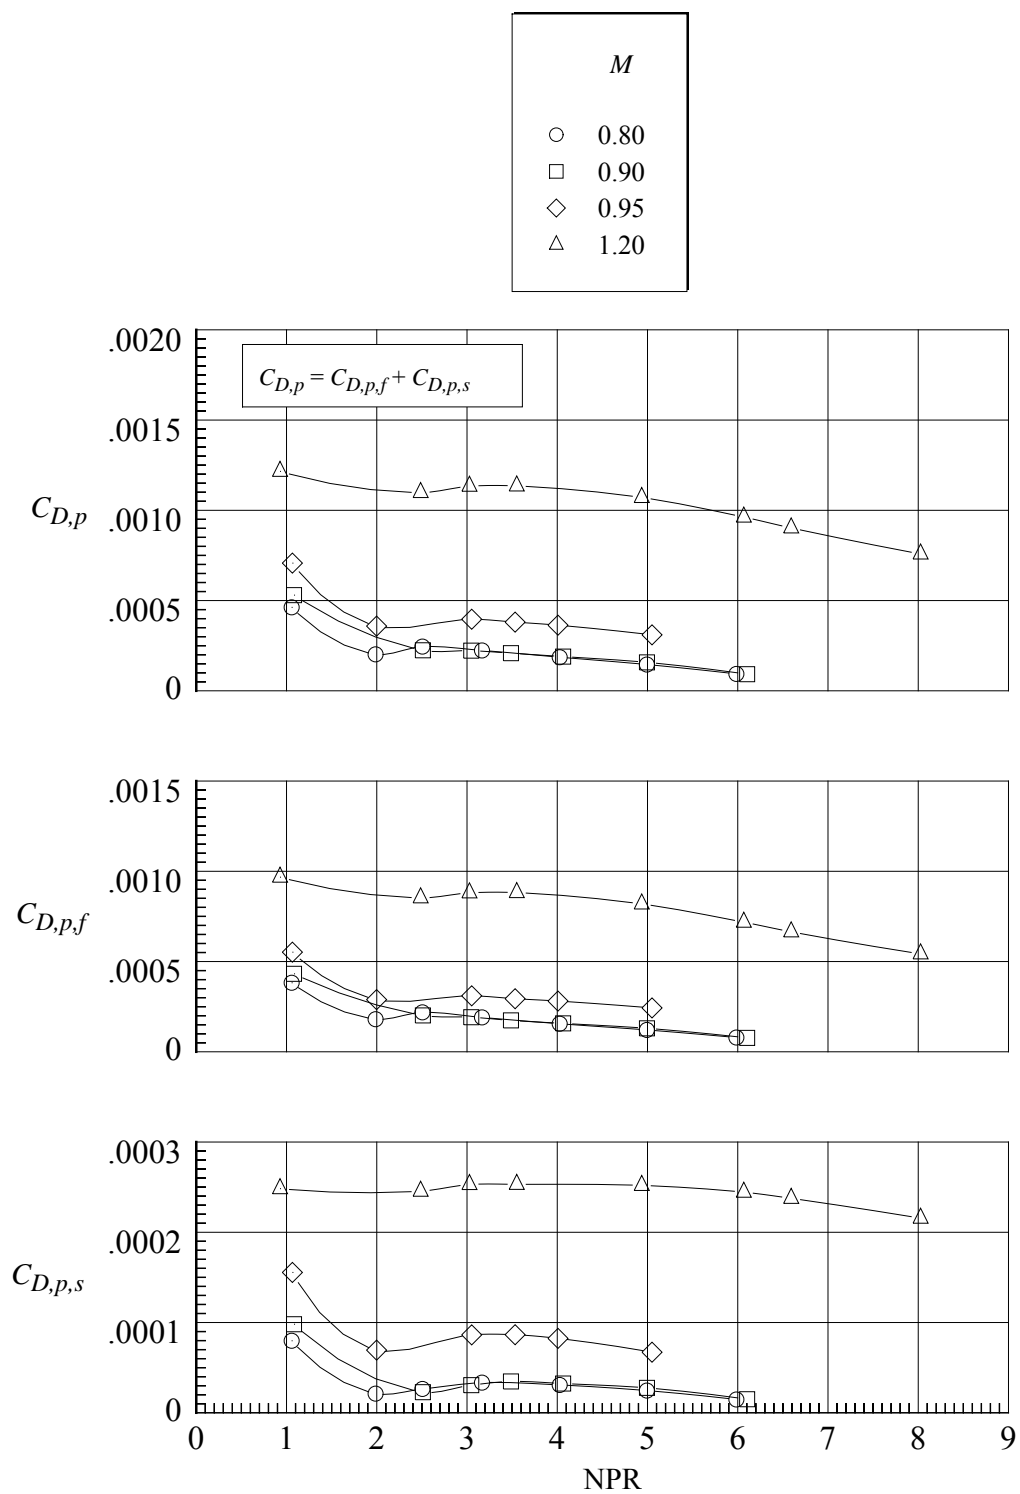 M
0.80
0.90
0.95
1.20
.0020
C_{D,p} = C_{D,p,f} + C_{D,p,s}
.0015
C_{D,p}
.0010
.0005
0
.0015
.0010
C_{D,p,f}
.0005
0
.0003
.0002
C_{D,p,s}
.0001
0
0 1 2 3 4 5 6 7 8 9
NPR